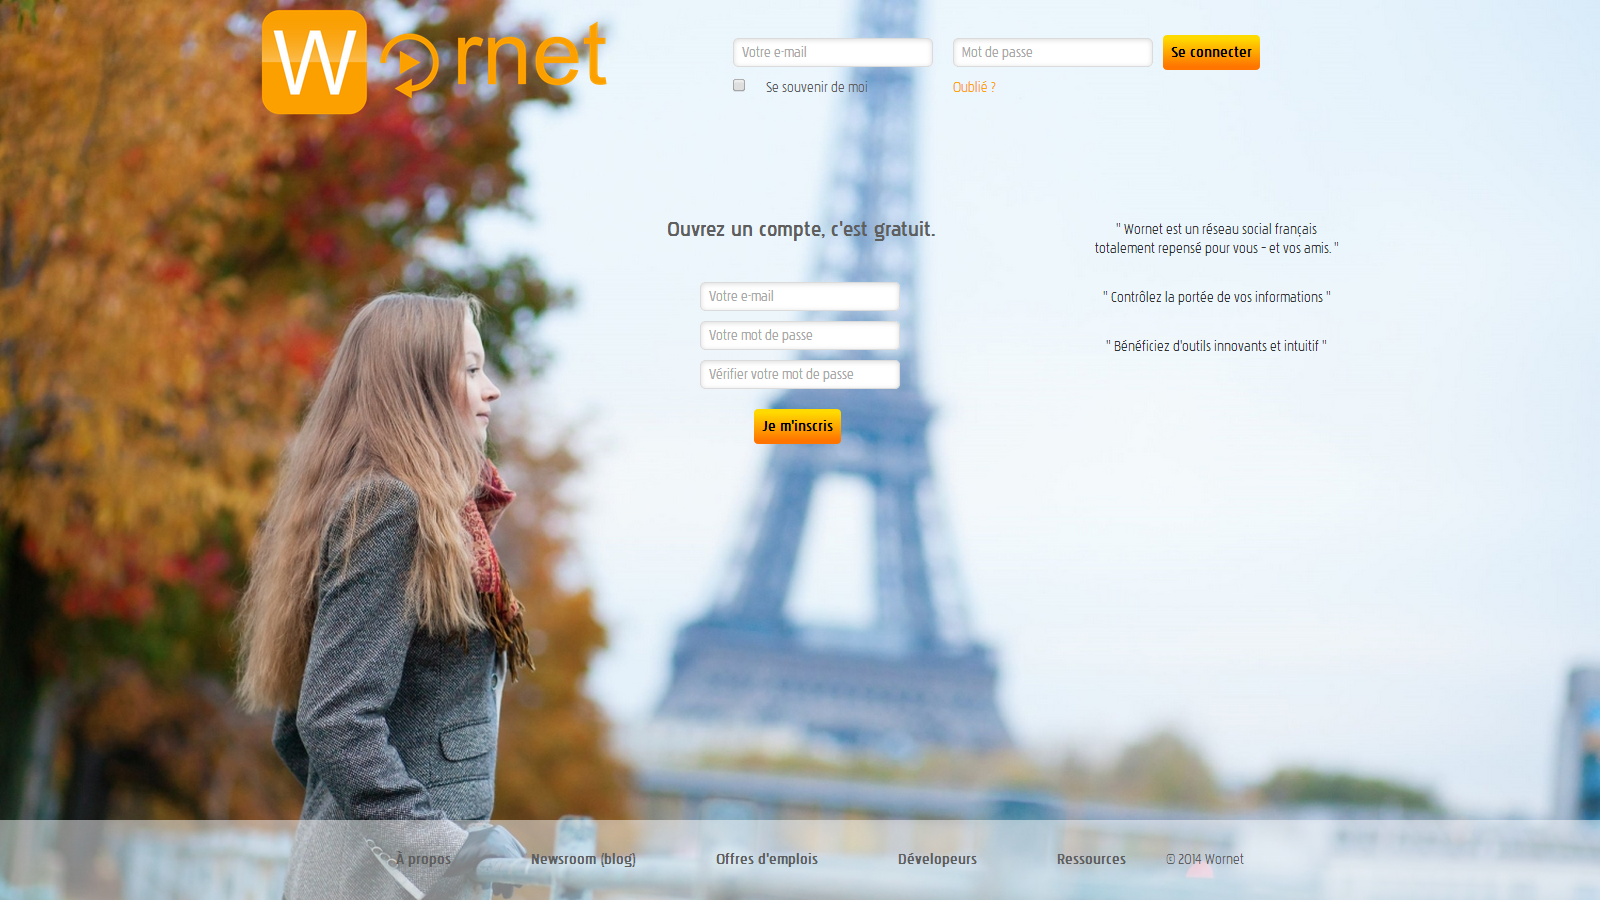 Wornet
Votre e-mail
Mot de passe
Se connecter
Se souvenir de moi
Oublié ?
Ouvrez un compte, c'est gratuit.
Votre e-mail
Votre mot de passe
Vérifier votre mot de passe
Je m'inscris
" Wornet est un réseau social français
totalement repensé pour vous - et vos amis. "
" Contrôlez la portée de vos informations "
" Bénéficiez d'outils innovants et intuitif "
À propos
Newsroom (blog)
Offres d'emplois
Dévelopeurs
Ressources
© 2014 Wornet